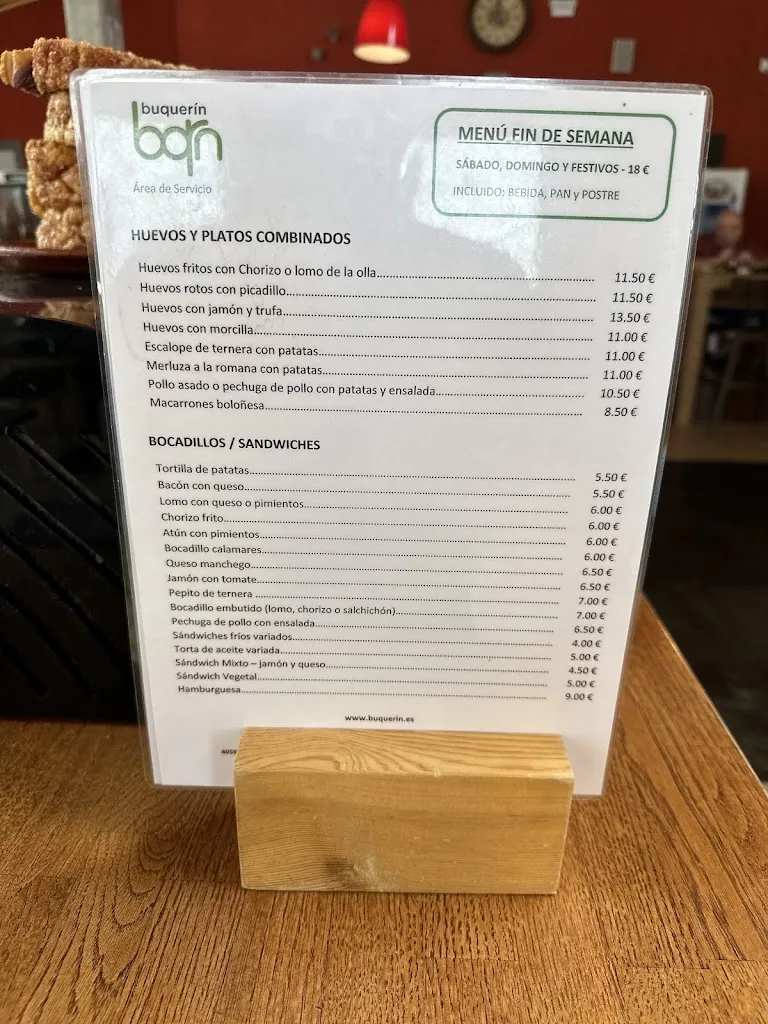 buquerín
born
Área de Servicio
MENÚ FIN DE SEMANA
SÁBADO, DOMINGO Y FESTIVOS - 18 €
INCLUIDO: BEBIDA, PAN y POSTRE
HUEVOS Y PLATOS COMBINADOS
Huevos fritos con Chorizo o lomo de la olla 11.50 €
Huevos rotos con picadillo 11.50 €
Huevos con jamón y trufa 13.50 €
Huevos con morcilla 11.00 €
Escalope de ternera con patatas 11.00 €
Merluza a la romana con patatas 11.00 €
Pollo asado o pechuga de pollo con patatas y ensalada 10.50 €
Macarrones boloñesa 8.50 €
BOCADILLOS / SANDWICHES
Tortilla de patatas 5.50 €
Bacón con queso 5.50 €
Lomo con queso o pimientos 6.00 €
Chorizo frito 6.00 €
Atún con pimientos 6.00 €
Bocadillo calamares 6.00 €
Queso manchego 6.50 €
Jamón con tomate 6.50 €
Pepito de ternera 7.00 €
Bocadillo embutido (lomo, chorizo o salchichón) 7.00 €
Pechuga de pollo con ensalada 6.50 €
Sándwiches fríos variados 4.00 €
Torta de aceite variada 5.00 €
Sándwich Mixto – jamón y queso 4.50 €
Sándwich Vegetal 5.00 €
Hamburguesa 9.00 €
www.buquerin.es